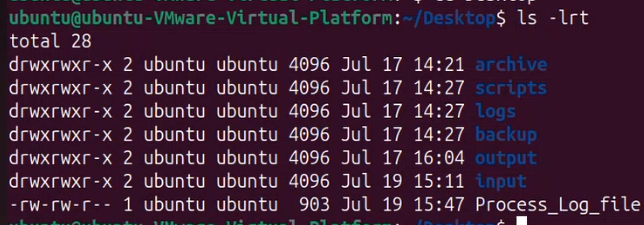 ubuntu@ubuntu-VMware-Virtual-Platform:~/Desktop$ ls -lrt
total 28
drwxrwxr-x 2 ubuntu ubuntu 4096 Jul 17 14:21 archive
drwxrwxr-x 2 ubuntu ubuntu 4096 Jul 17 14:27 scripts
drwxrwxr-x 2 ubuntu ubuntu 4096 Jul 17 14:27 logs
drwxrwxr-x 2 ubuntu ubuntu 4096 Jul 17 14:27 backup
drwxrwxr-x 2 ubuntu ubuntu 4096 Jul 17 16:04 output
drwxrwxr-x 2 ubuntu ubuntu 4096 Jul 19 15:11 input
-rw-rw-r-- 1 ubuntu ubuntu  903 Jul 19 15:47 Process_Log_file
ubuntu@ubuntu-VMware-Virtual-Platform:~/Desktop$